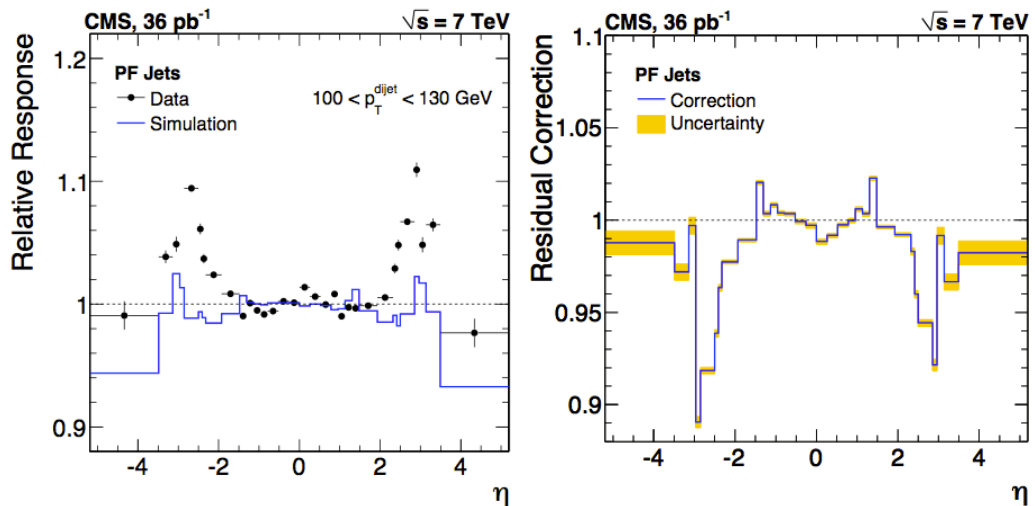 CMS, 36 pb⁻¹ √s = 7 TeV
Relative Response
1.2
1.1
1
0.9
PF Jets
Data
Simulation
100 < p_T^dijet < 130 GeV
-4 -2 0 2 4
η
CMS, 36 pb⁻¹ √s = 7 TeV
Residual Correction
1.1
1.05
1
0.95
0.9
PF Jets
Correction
Uncertainty
-4 -2 0 2 4
η